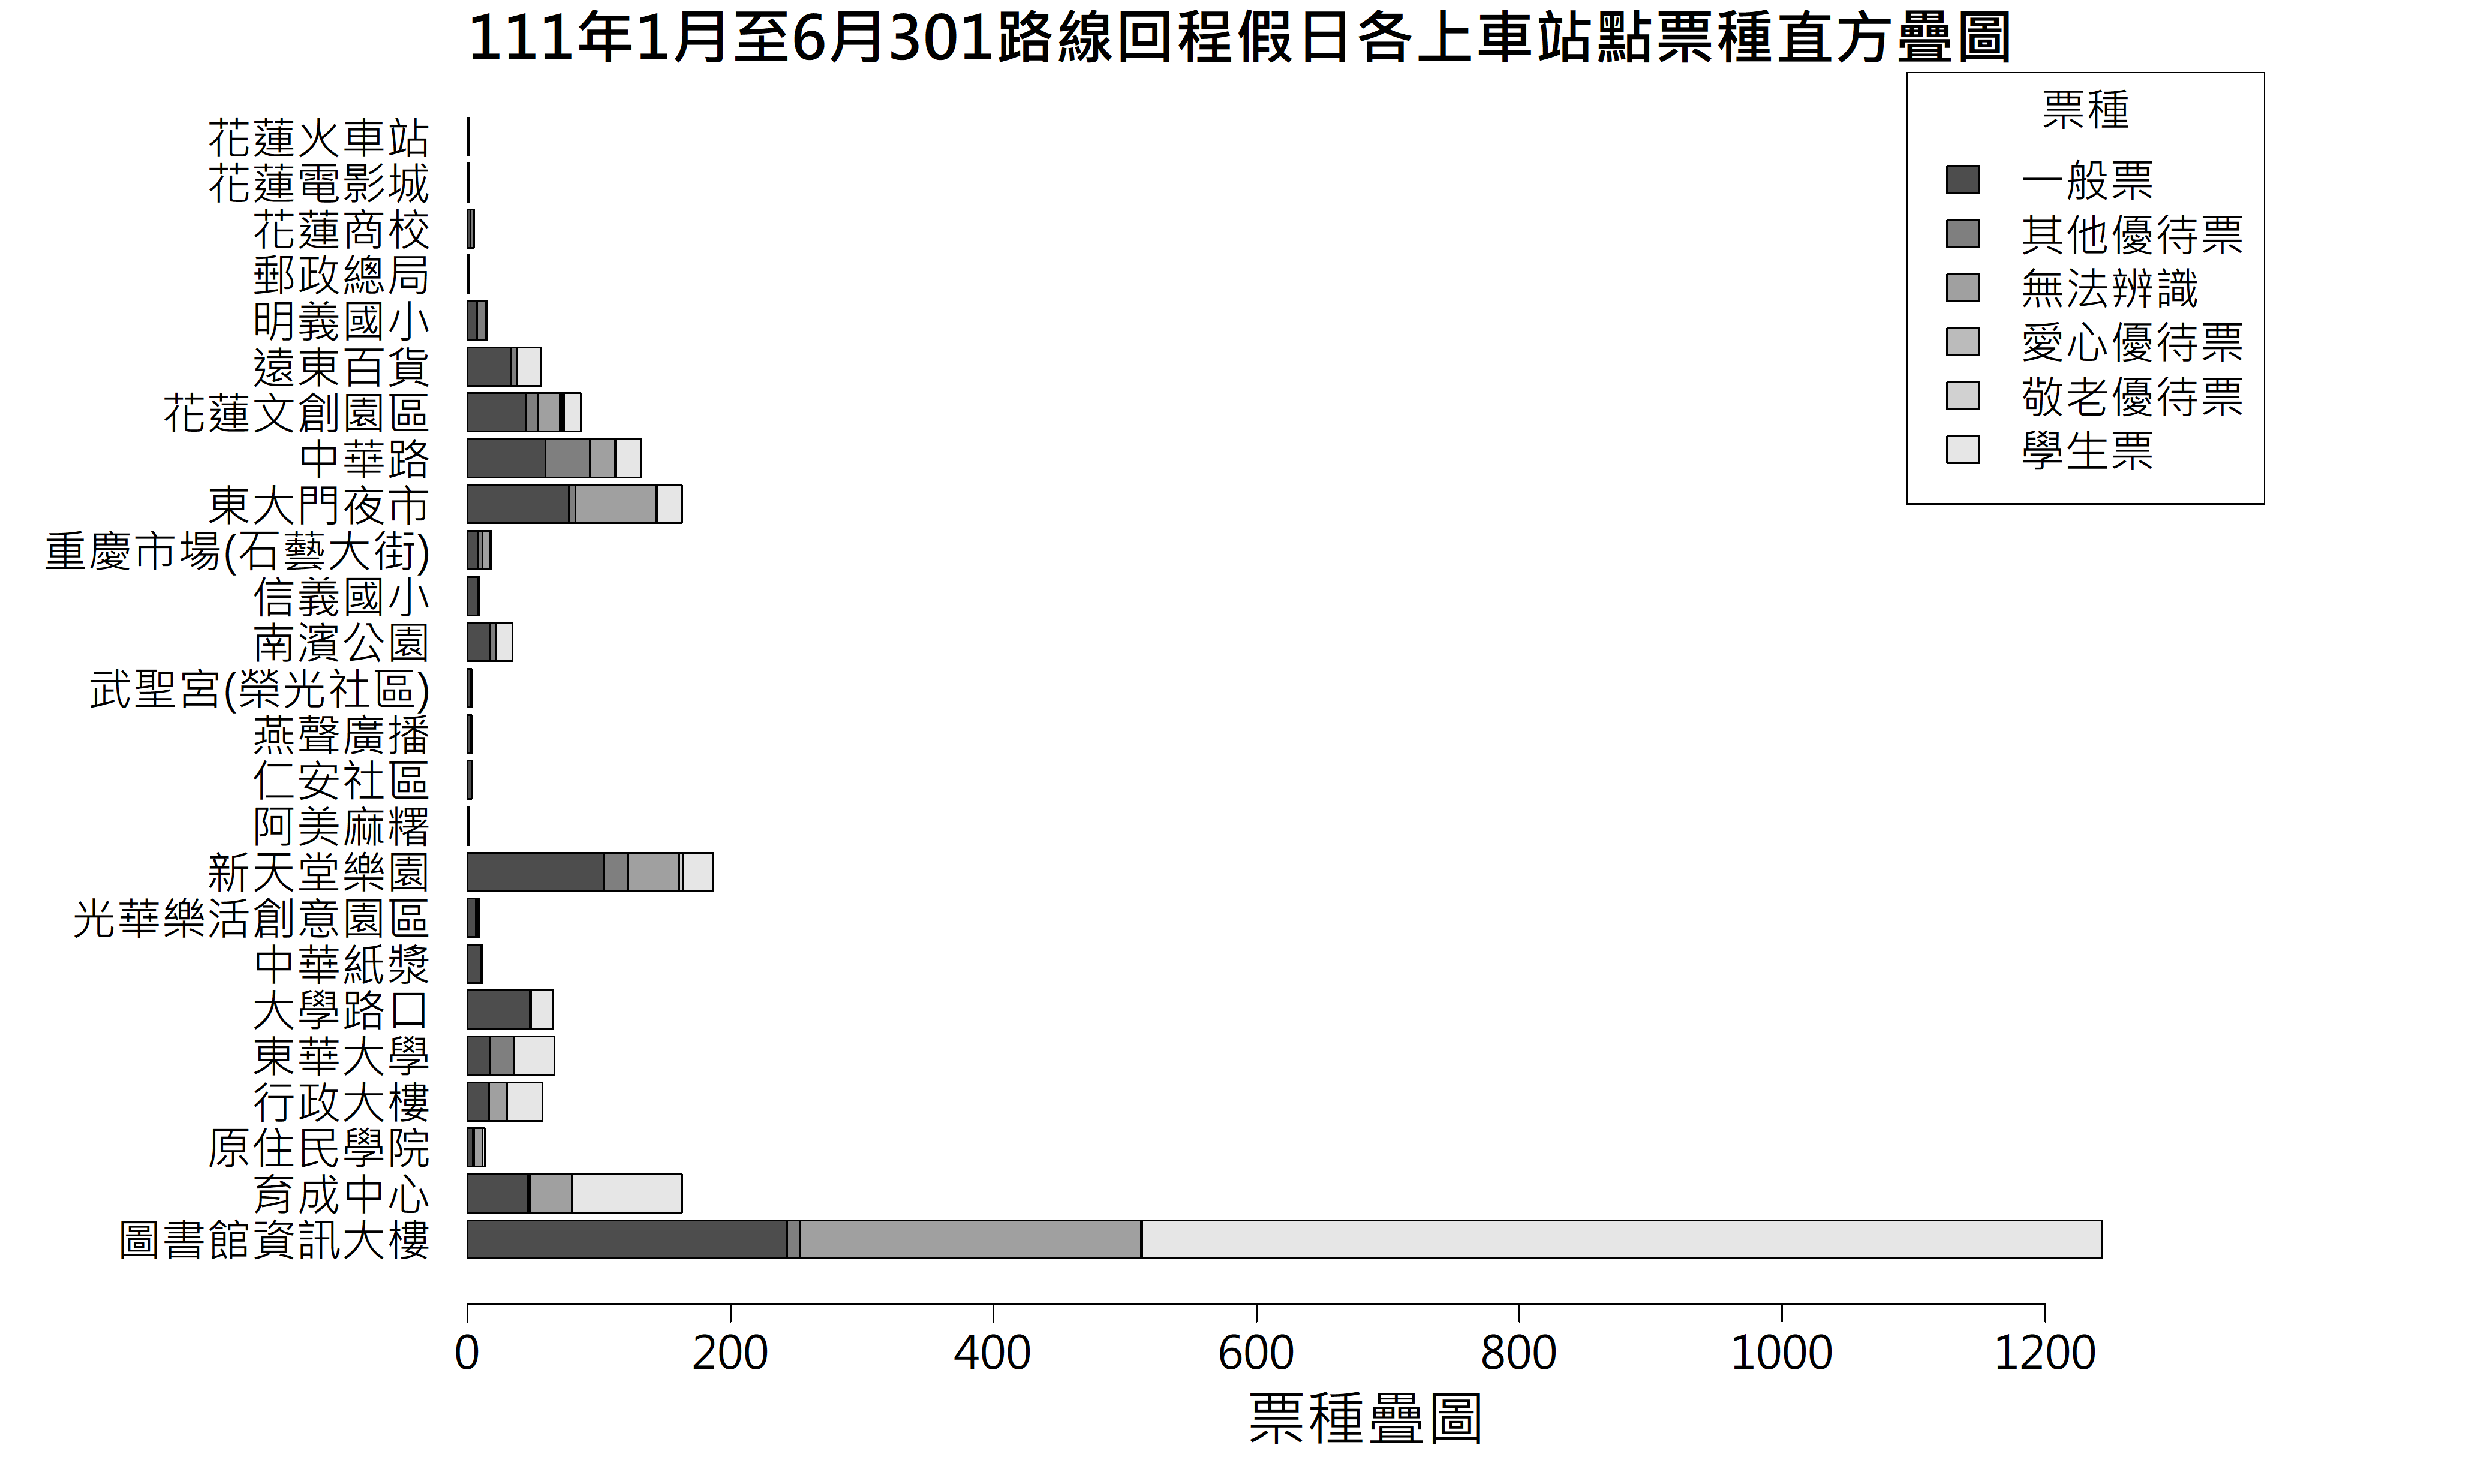 111年1月至6月301路線回程假日各上車站點票種直方疊圖
票種
一般票
其他優待票
無法辨識
愛心優待票
敬老優待票
學生票
花蓮火車站
花蓮電影城
花蓮商校
郵政總局
明義國小
遠東百貨
花蓮文創園區
中華路
東大門夜市
重慶市場(石藝大街)
信義國小
南濱公園
武聖宮(榮光社區)
燕聲廣播
仁安社區
阿美麻糬
新天堂樂園
光華樂活創意園區
中華紙漿
大學路口
東華大學
行政大樓
原住民學院
育成中心
圖書館資訊大樓
0 200 400 600 800 1000 1200
票種疊圖